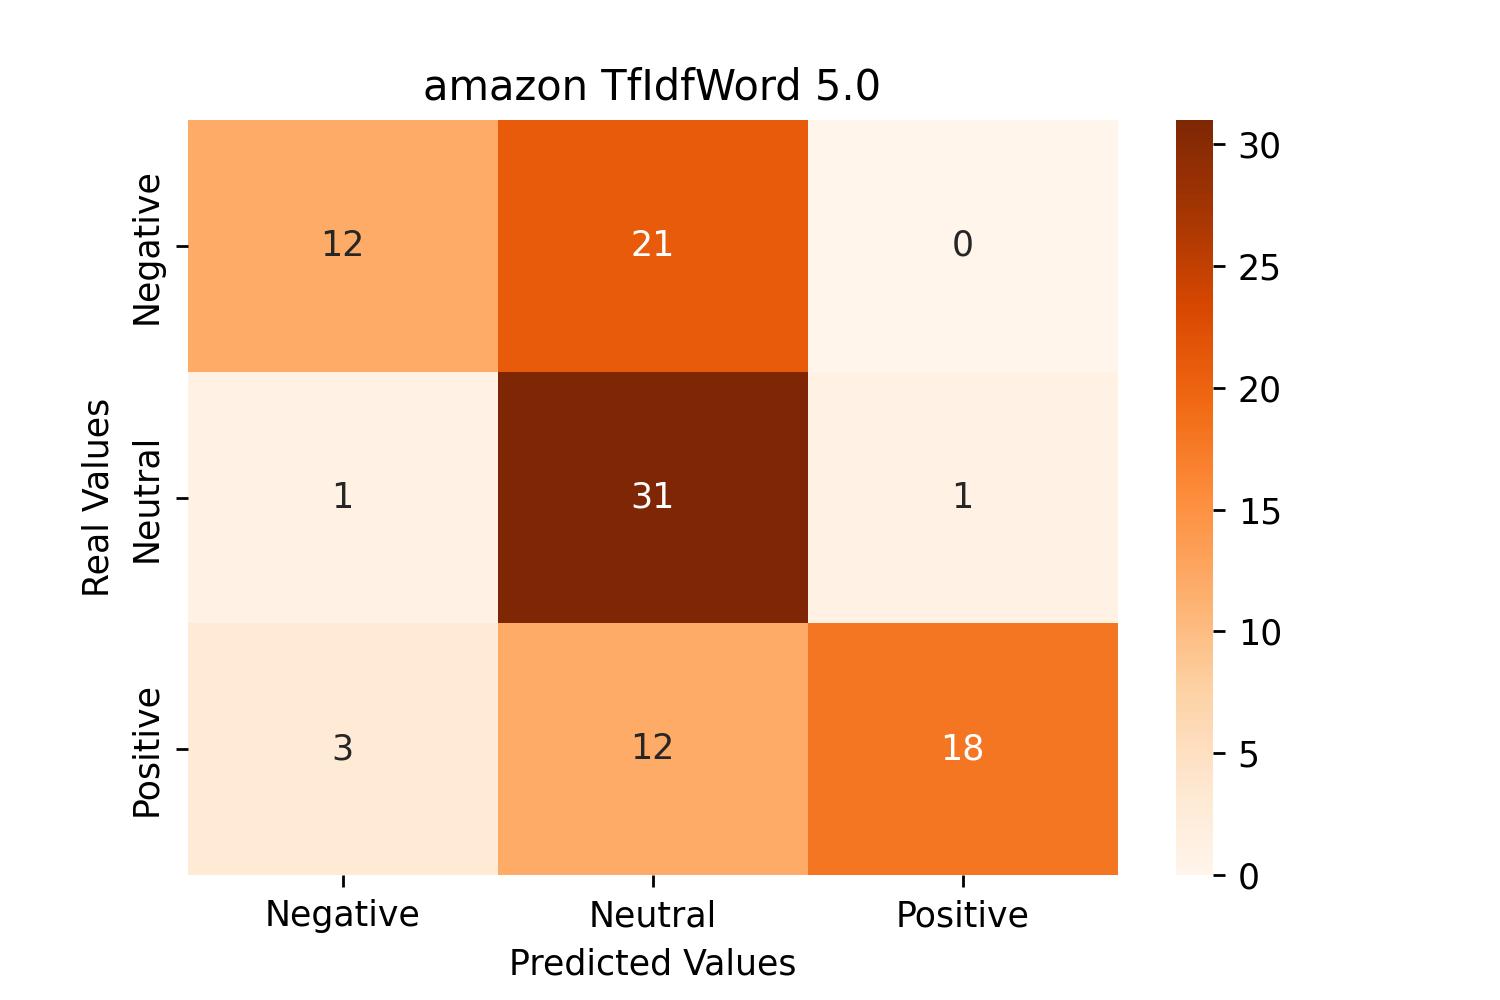 amazon TfIdfWord 5.0
Real Values
Negative
12 21 0
Neutral
1 31 1
Positive
3 12 18
Negative Neutral Positive
Predicted Values
30
25
20
15
10
5
0